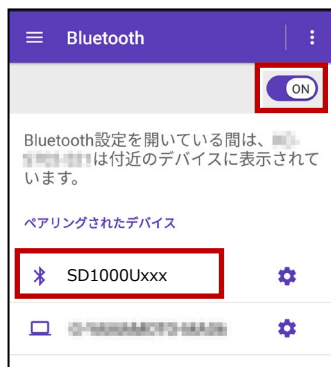 Bluetooth
ON
Bluetooth設定を開いている間は、
は付近のデバイスに表示されて
います。
ペアリングされたデバイス
SD1000Uxxx